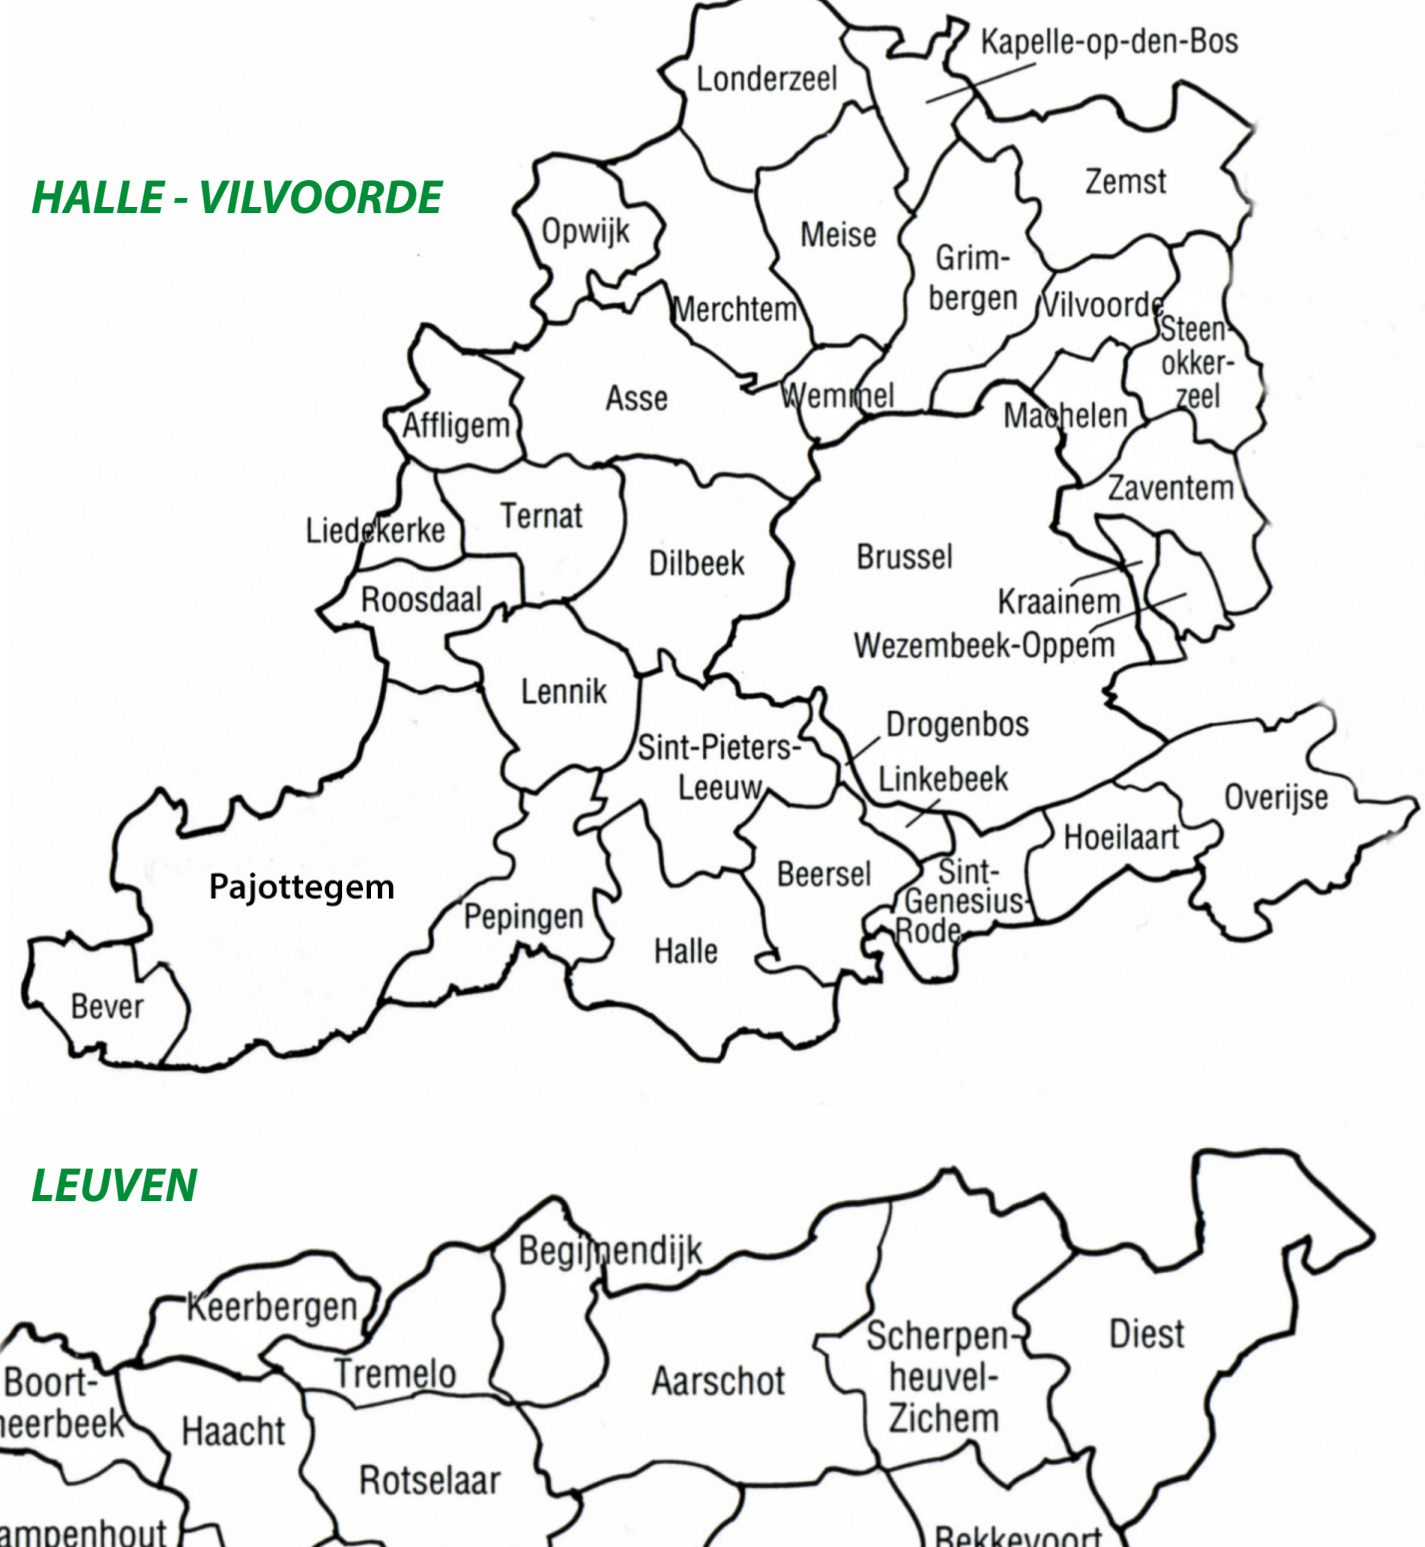 Kapelle-op-den-Bos
Londerzeel
HALLE - VILVOORDE
Zemst
Opwijk
Meise
Grim-
bergen
Merchtem
Vilvoorde
Steen-
okker-
zeel
Asse
Wemmel
Affligem
Machelen
Zaventem
Liedekerke
Ternat
Dilbeek
Brussel
Roosdaal
Kraainem
Wezembeek-Oppem
Lennik
Sint-Pieters-
Leeuw
Drogenbos
Linkebeek
Overijse
Hoeilaart
Pajottegem
Beersel
Sint-
Genesius-
Rode
Pepingen
Halle
Bever
LEUVEN
Begijnendijk
Keerbergen
Tremelo
Aarschot
Scherpen-
heuvel-
Zichem
Diest
Boort-
neerbeek
Haacht
Rotselaar
ampenhout
Bekkevoort